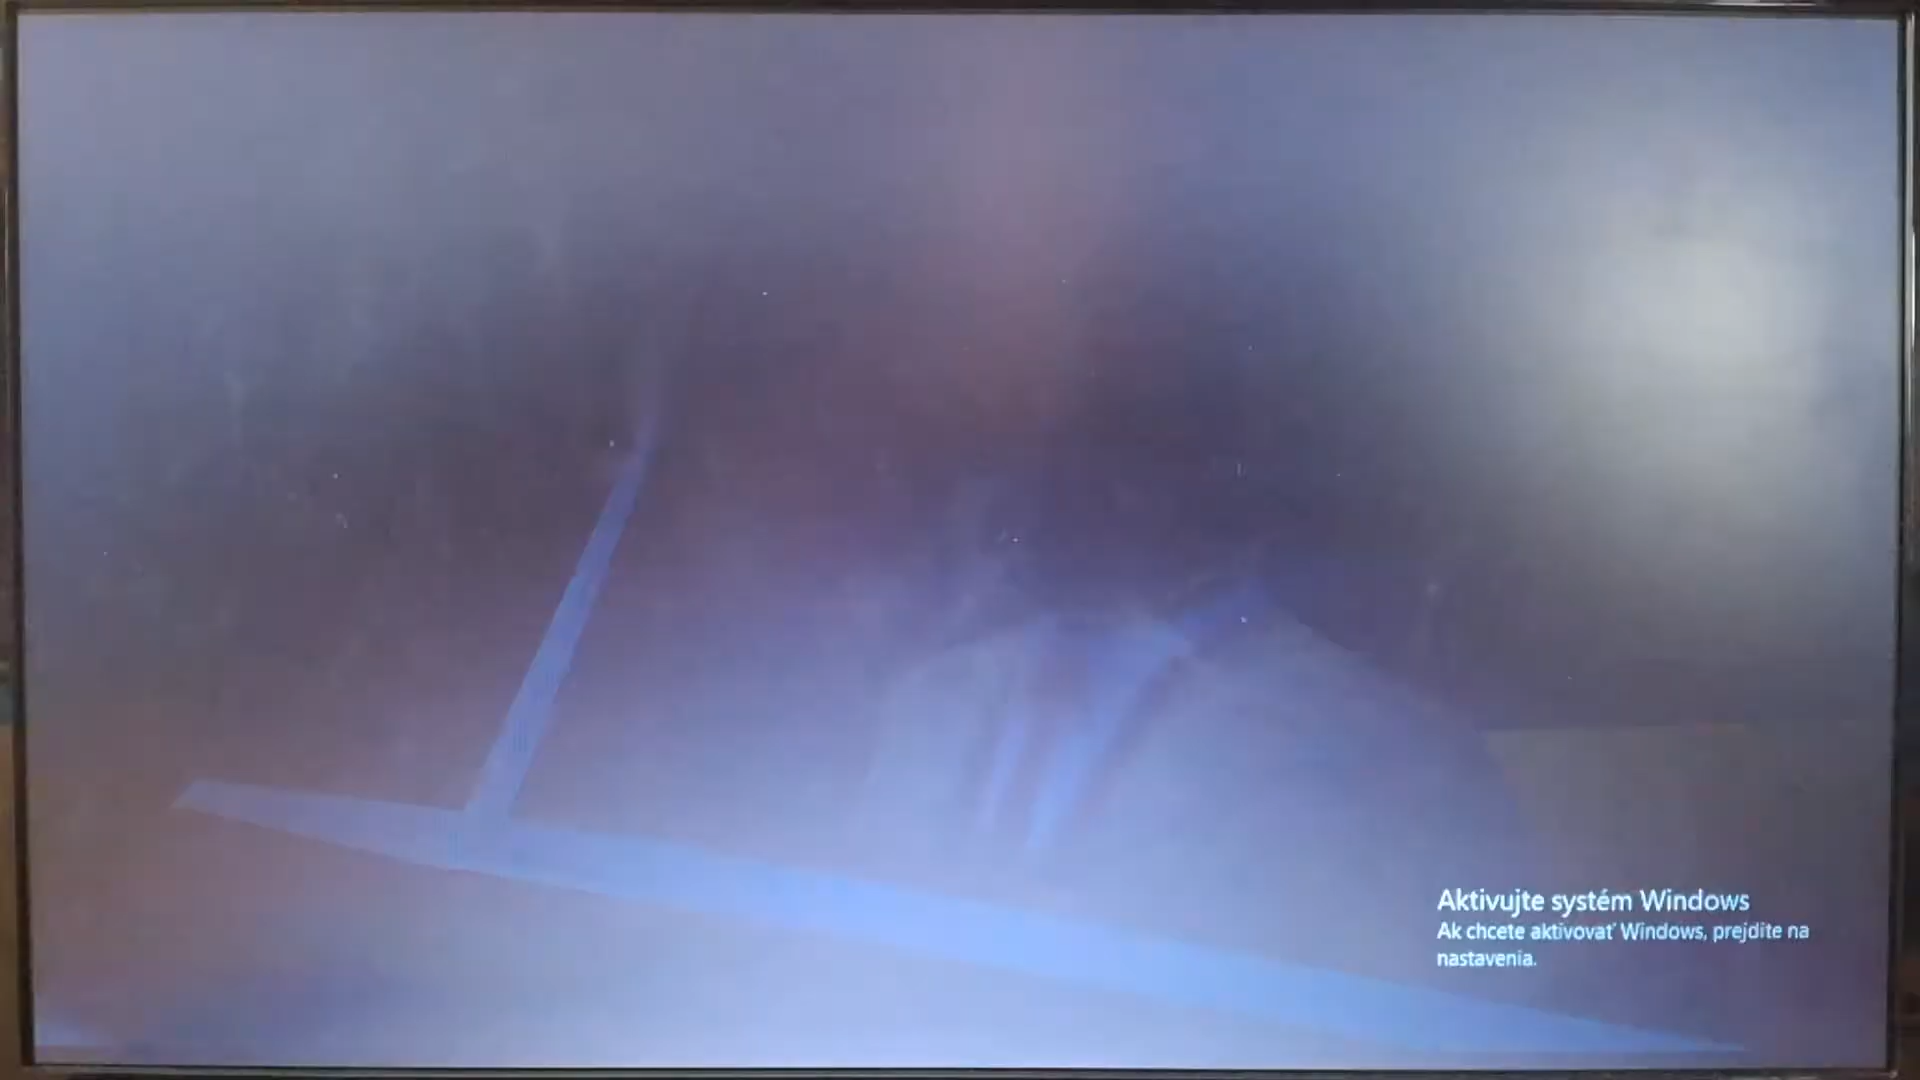 Aktivujte systém Windows
Ak chcete aktivovať Windows, prejdite na
nastavenia.